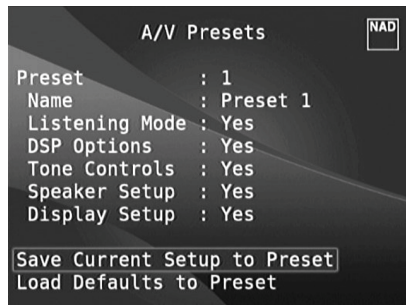 A/V Presets
NAD
Preset : 1
Name : Preset 1
Listening Mode : Yes
DSP Options : Yes
Tone Controls : Yes
Speaker Setup : Yes
Display Setup : Yes
Save Current Setup to Preset
Load Defaults to Preset